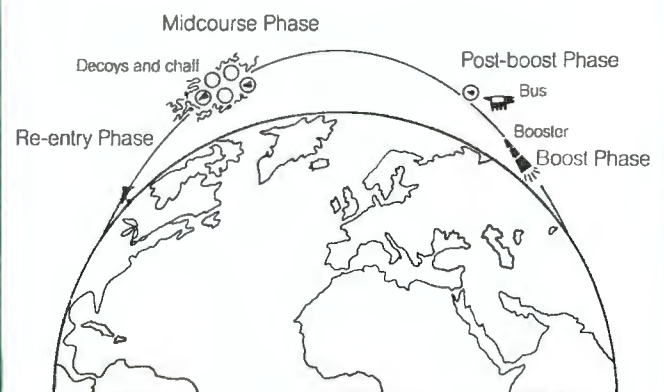 Midcourse Phase
Decoys and chaff
Post-boost Phase
Bus
Re-entry Phase
Booster
Boost Phase